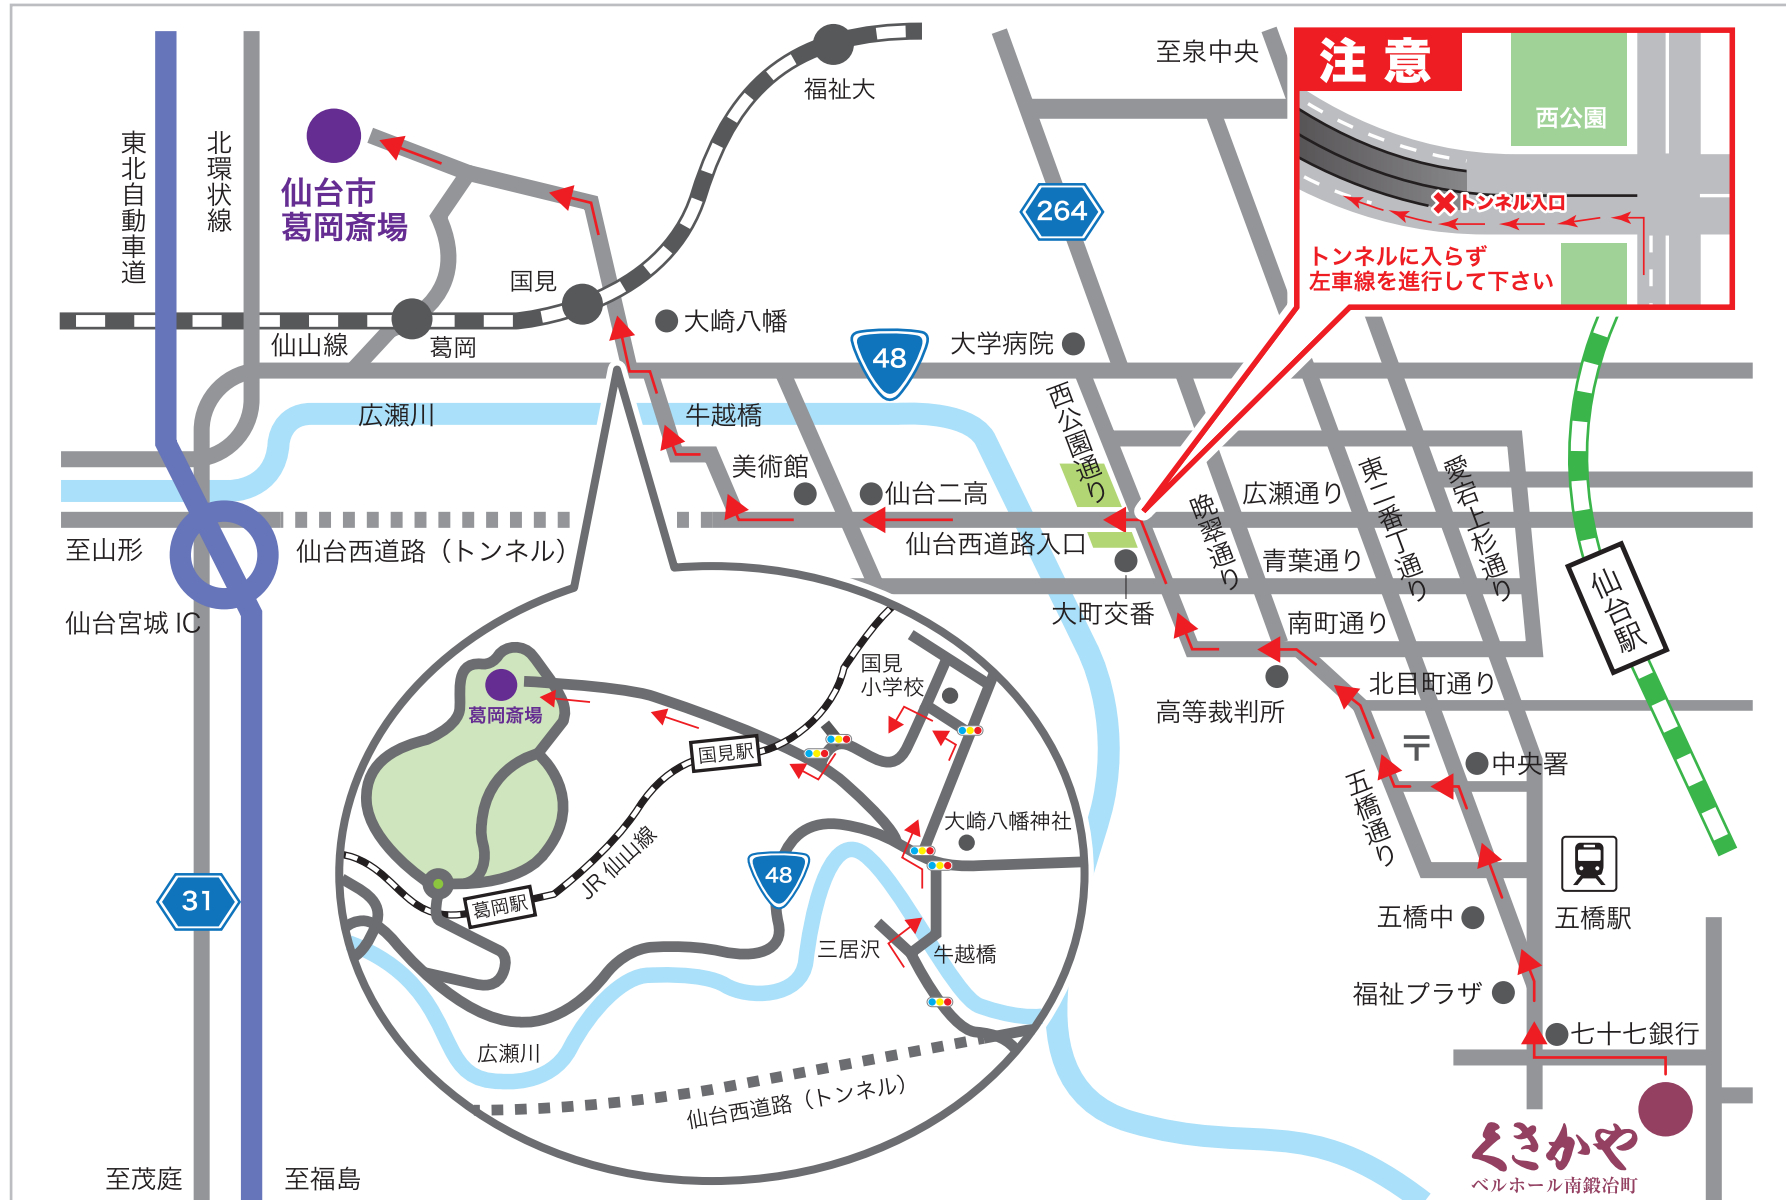 福祉大
至泉中央
注意
西公園
トンネル入口
トンネルに入らず
左車線を進行して下さい
東北自動車道
北環状線
仙台市
葛岡斎場
264
国見
大崎八幡
仙山線
葛岡
48
大学病院
広瀬川
牛越橋
西公園通り
美術館
仙台二高
晩翠通り
広瀬通り
東二番丁通り
愛宕上杉通り
至山形
仙台西道路（トンネル）
仙台西道路入口
青葉通り
仙台駅
仙台宮城 IC
大町交番
南町通り
北目町通り
高等裁判所
〒
中央署
五橋通り
国見
小学校
葛岡斎場
国見駅
大崎八幡神社
JR 仙山線
48
葛岡駅
三居沢
牛越橋
広瀬川
仙台西道路（トンネル）
31
五橋中
五橋駅
福祉プラザ
七十七銀行
くさかや
ベルホール南鍛冶町
至茂庭
至福島